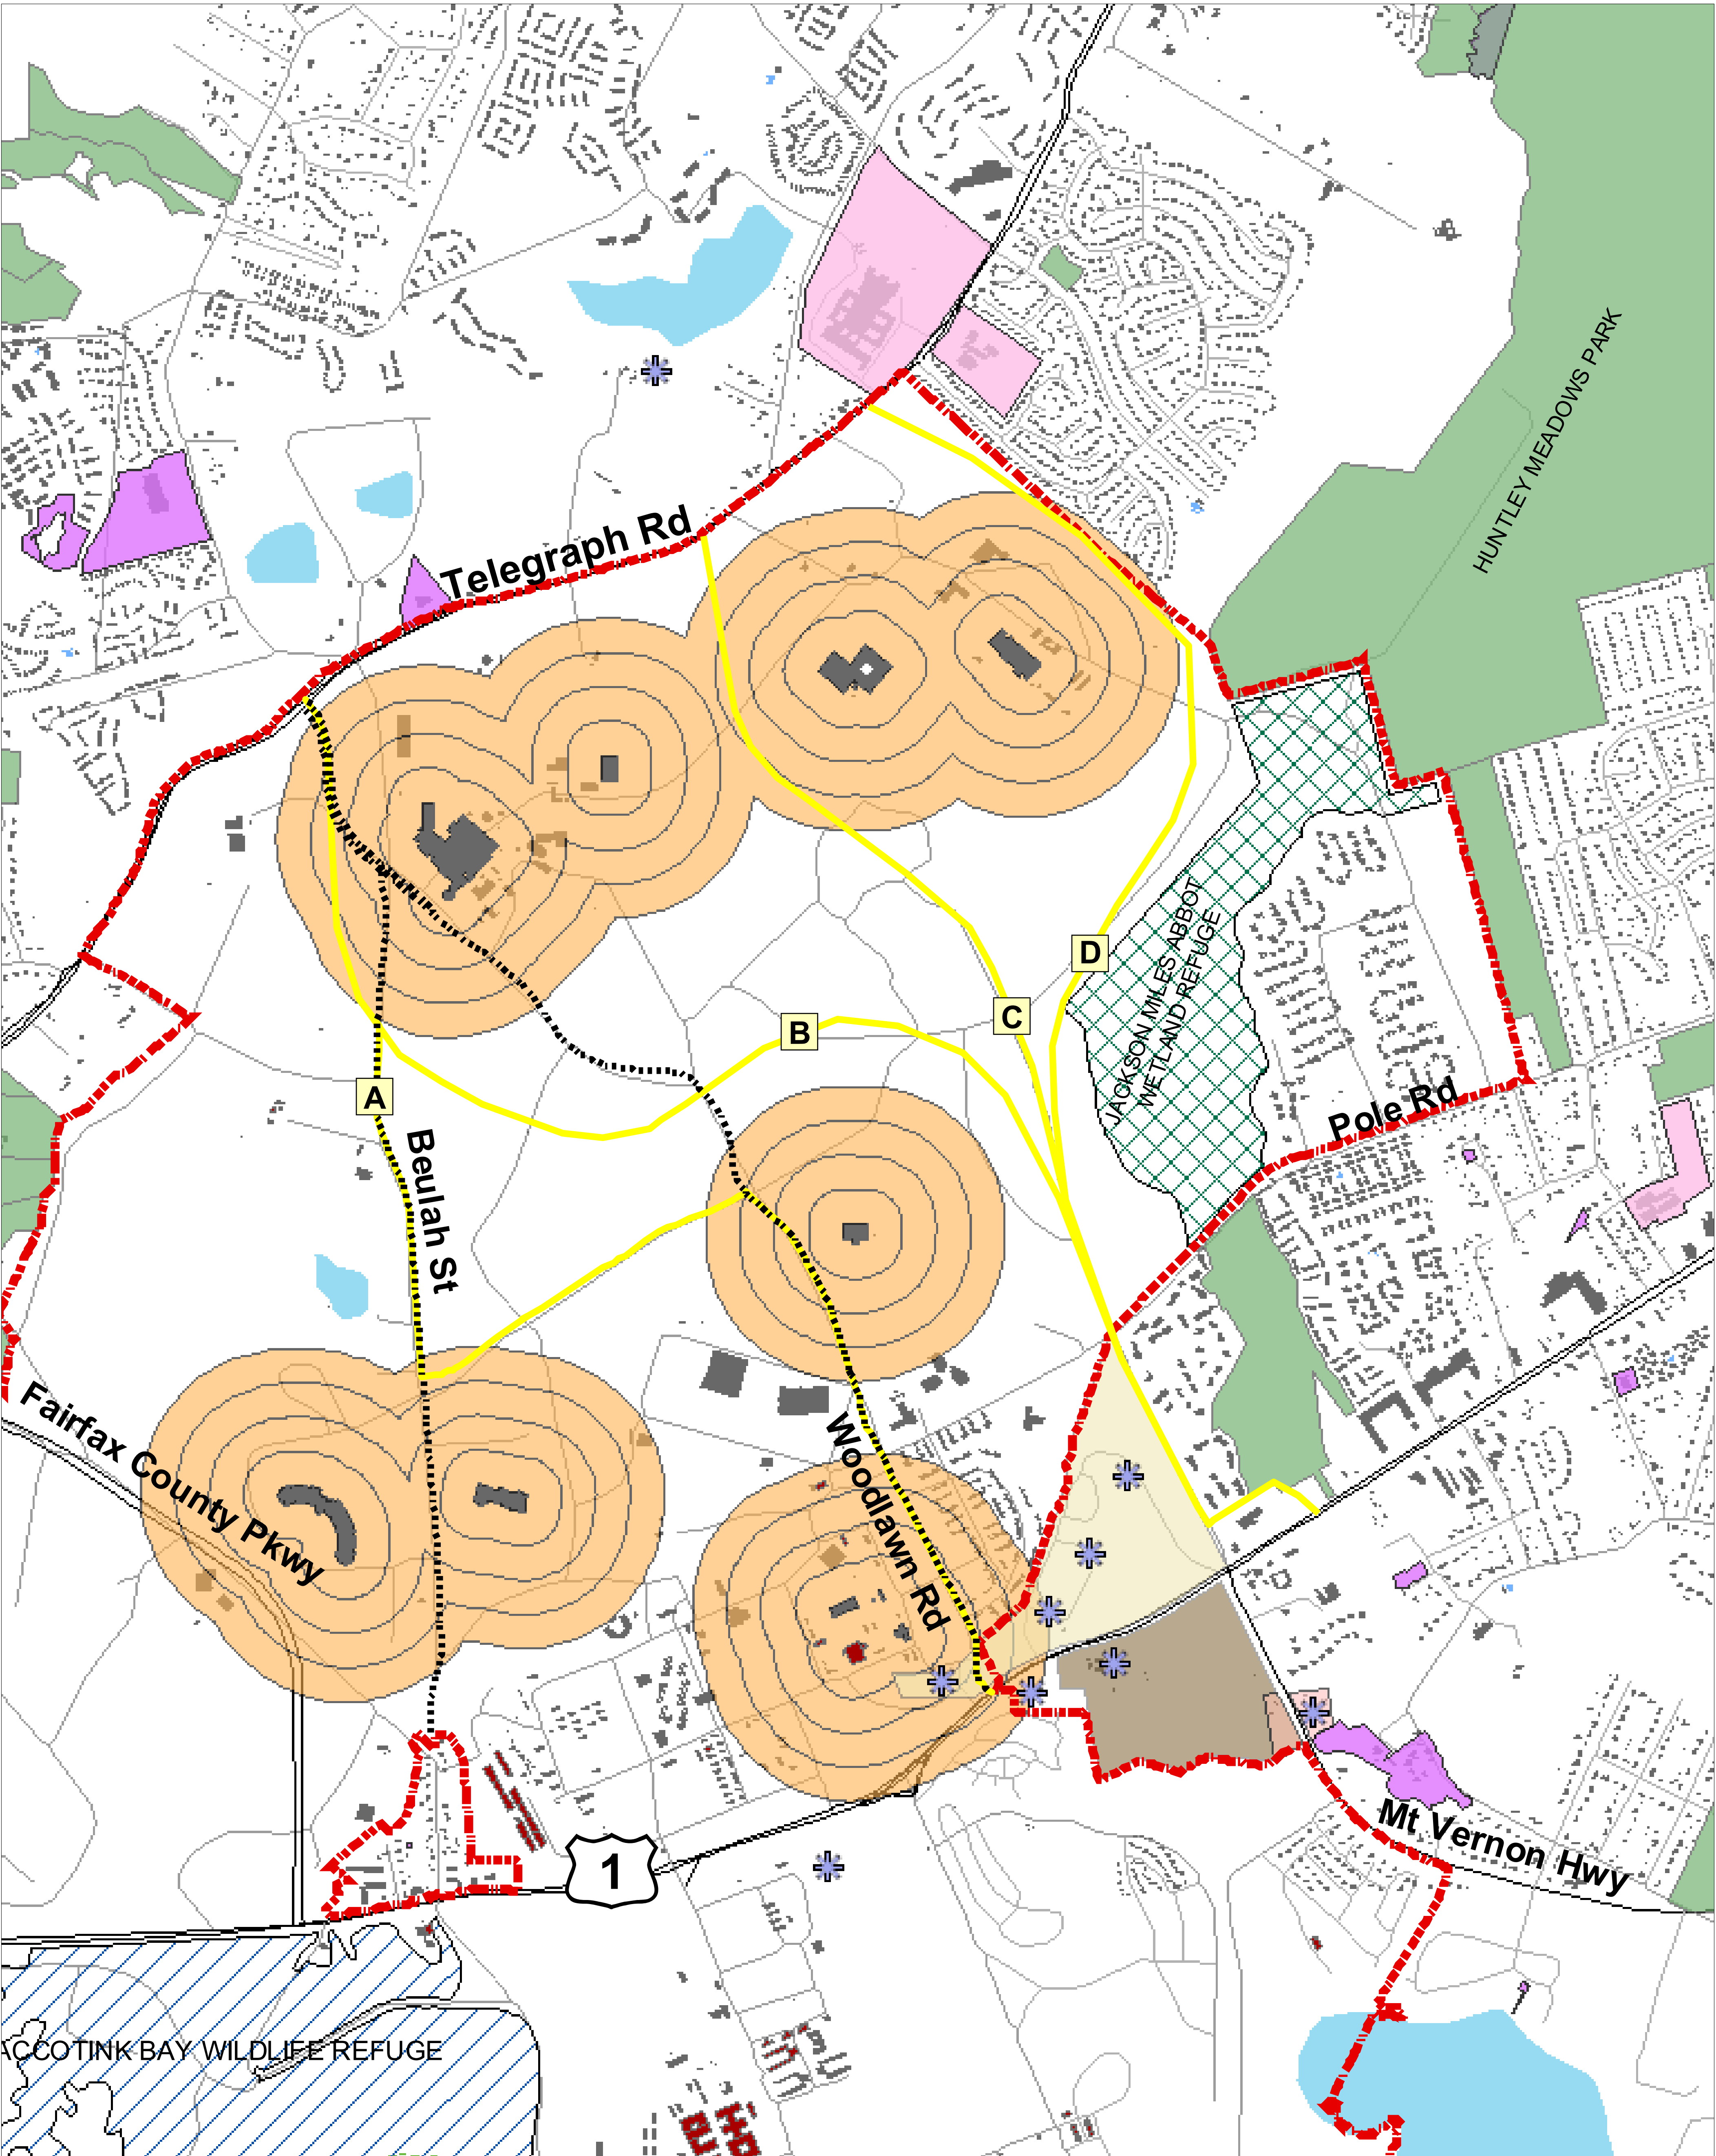 HUNTLEY MEADOWS PARK
Telegraph Rd
D
JACKSON MILES ABBOT
WETLAND REFUGE
C
B
A
Pole Rd
Beulah St
Fairfax County Pkwy
Woodlawn Rd
Mt Vernon Hwy
1
ACCOTINK BAY WILDLIFE REFUGE